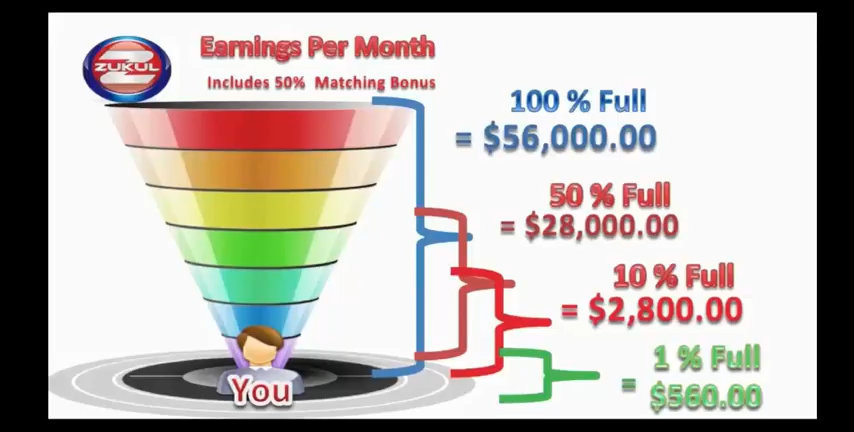 ZUKUL
Earnings Per Month
Includes 50% Matching Bonus
100 % Full
= $56,000.00
50 % Full
= $28,000.00
10 % Full
= $2,800.00
1 % Full
= $560.00
You